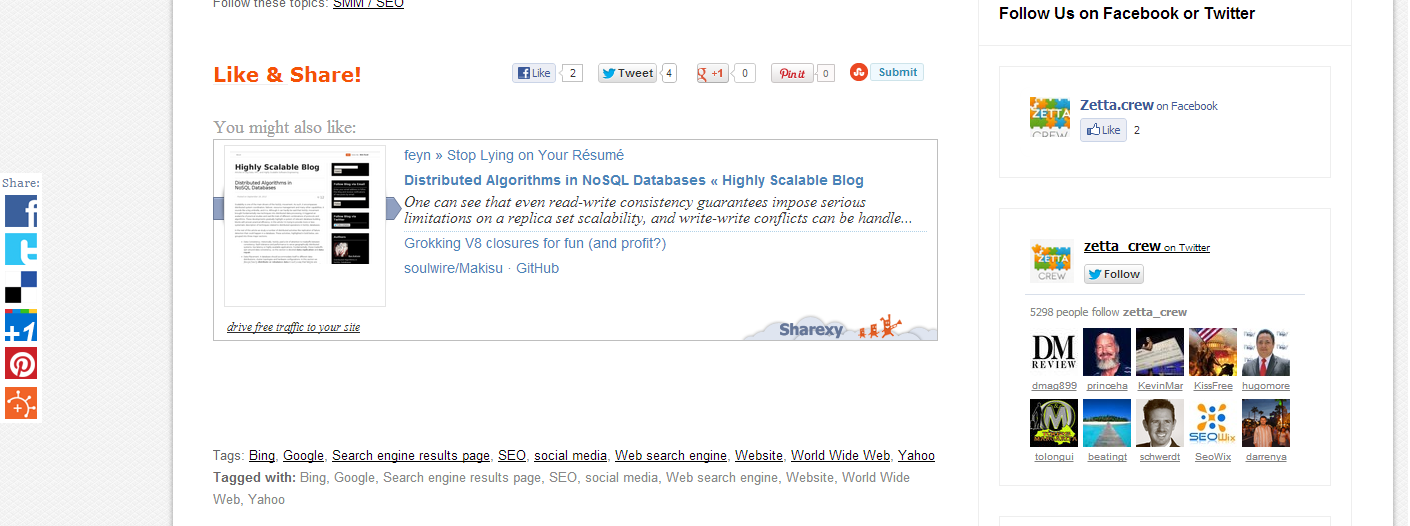 Follow these topics: SMM / SEO
Like & Share!
Like 2
Tweet 4
g +1 0
Pin it 0
Submit
You might also like:
Highly Scalable Blog
Distributed Algorithms in
NoSQL Databases
drive free traffic to your site
feyn » Stop Lying on Your Résumé
Distributed Algorithms in NoSQL Databases « Highly Scalable Blog
One can see that even read-write consistency guarantees impose serious
limitations on a replica set scalability, and write-write conflicts can be handle...
Grokking V8 closures for fun (and profit?)
soulwire/Makisu · GitHub
Sharexy
Tags: Bing, Google, Search engine results page, SEO, social media, Web search engine, Website, World Wide Web, Yahoo
Tagged with: Bing, Google, Search engine results page, SEO, social media, Web search engine, Website, World Wide
Web, Yahoo
Share:
f
t
+1
Follow Us on Facebook or Twitter
ZETTA
CREW
Zetta.crew on Facebook
Like 2
ZETTA
CREW
zetta_crew on Twitter
Follow
5298 people follow zetta_crew
DM
REVIEW
dmag899 princeha KevinMar KissFree hugomore
M
SEOWix
tolongui beatingt schwerdt SeoWix darrenya